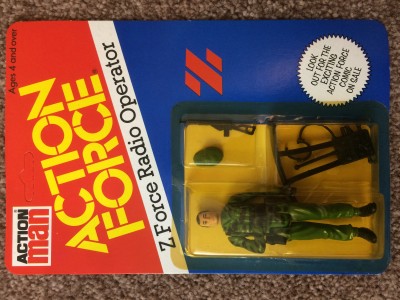 Ages 4 and over
ACTION
FORCE
Z Force Radio Operator
ACTION
man
LOOK
OUT FOR THE
EXCITING
ACTION FORCE
COMIC
ON SALE
Z